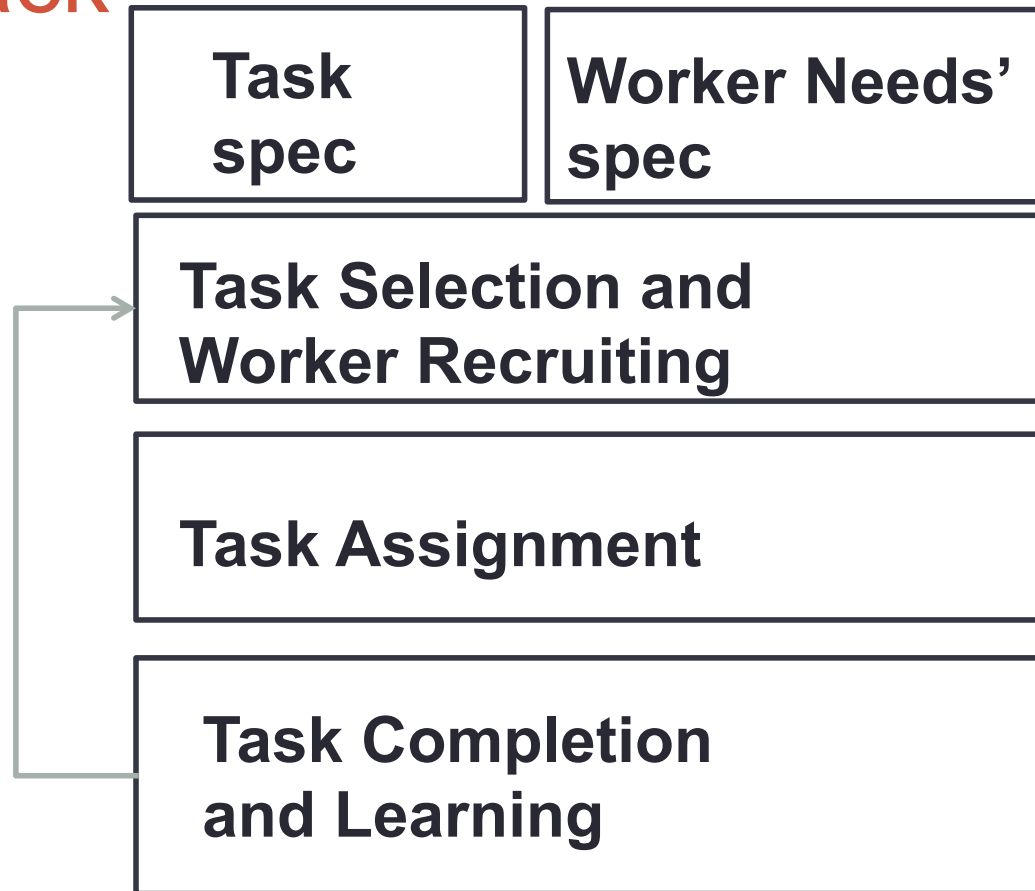 Task
spec
Worker Needs’
spec
Task Selection and
Worker Recruiting
Task Assignment
Task Completion
and Learning